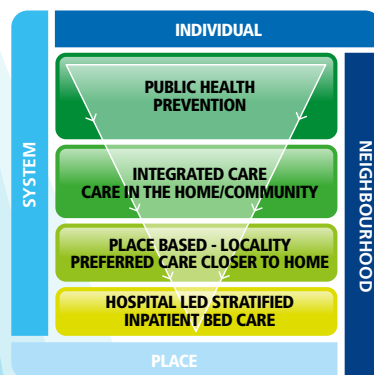 INDIVIDUAL
SYSTEM
PUBLIC HEALTH
PREVENTION
INTEGRATED CARE
CARE IN THE HOME/COMMUNITY
PLACE BASED - LOCALITY
PREFERRED CARE CLOSER TO HOME
HOSPITAL LED STRATIFIED
INPATIENT BED CARE
NEIGHBOURHOOD
PLACE